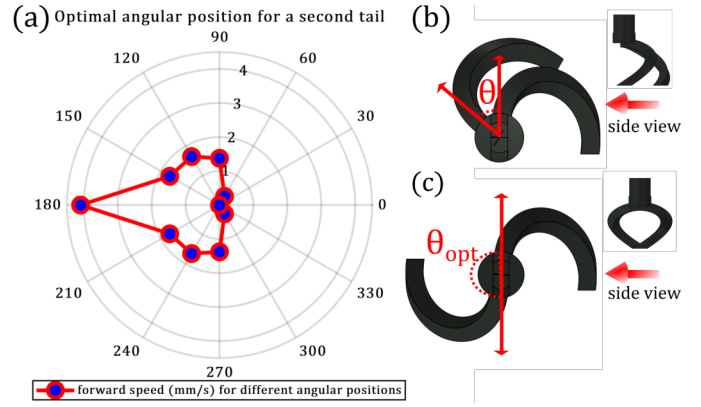 (a) Optimal angular position for a second tail
90
120
60
4
150
3
30
2
1
180
0
210
330
240
300
270
forward speed (mm/s) for different angular positions
(b)
θ
side view
(c)
θopt
side view